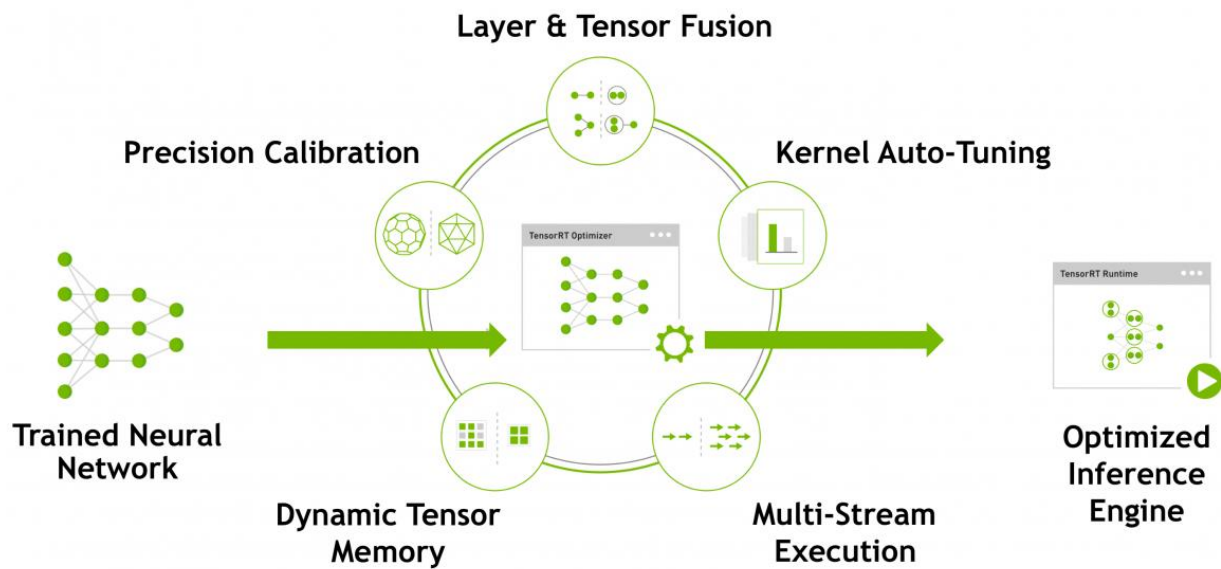 Layer & Tensor Fusion
Precision Calibration
Kernel Auto-Tuning
TensorRT Optimizer
TensorRT Runtime
Trained Neural
Network
Optimized
Inference
Engine
Dynamic Tensor
Memory
Multi-Stream
Execution